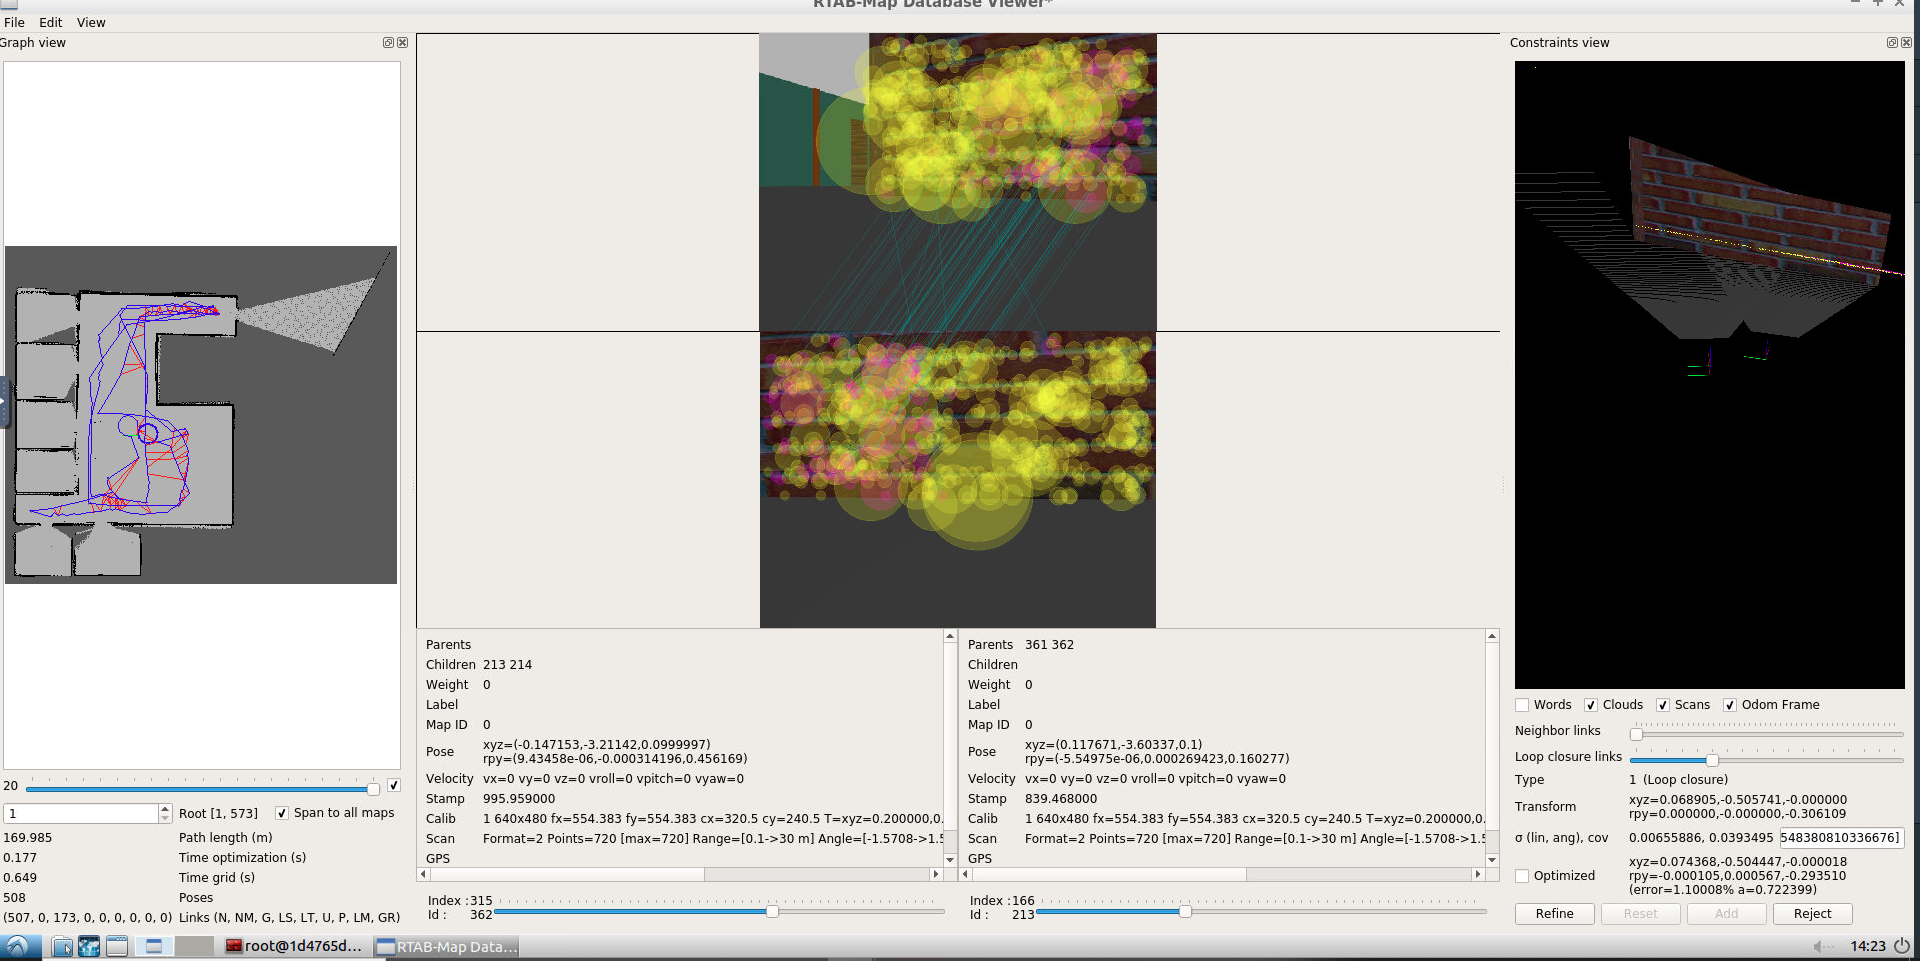 RTAB-Map Database Viewer*
File Edit View
Graph view
20
1
Root [1, 573]
Span to all maps
169.985 Path length (m)
0.177 Time optimization (s)
0.649 Time grid (s)
508 Poses
(507, 0, 173, 0, 0, 0, 0, 0, 0) Links (N, NM, G, LS, LT, U, P, LM, GR)
Parents
Children 213 214
Weight 0
Label
Map ID 0
Pose xyz=(-0.147153,-3.21142,0.0999997)
rpy=(9.43458e-06,-0.000314196,0.456169)
Velocity vx=0 vy=0 vz=0 vroll=0 vpitch=0 vyaw=0
Stamp 995.959000
Calib 1 640x480 fx=554.383 fy=554.383 cx=320.5 cy=240.5 T=xyz=0.200000,0.
Scan Format=2 Points=720 [max=720] Range=[0.1->30 m] Angle=[-1.5708->1.5
GPS
Index : 315
Id : 362
Parents 361 362
Children
Weight 0
Label
Map ID 0
Pose xyz=(0.117671,-3.60337,0.1)
rpy=(-5.54975e-06,0.000269423,0.160277)
Velocity vx=0 vy=0 vz=0 vroll=0 vpitch=0 vyaw=0
Stamp 839.468000
Calib 1 640x480 fx=554.383 fy=554.383 cx=320.5 cy=240.5 T=xyz=0.200000,0.
Scan Format=2 Points=720 [max=720] Range=[0.1->30 m] Angle=[-1.5708->1.5
GPS
Index : 166
Id : 213
Constraints view
Words Clouds Scans Odom Frame
Neighbor links
Loop closure links
Type 1 (Loop closure)
Transform xyz=0.068905,-0.505741,-0.000000
rpy=0.000000,-0.000000,-0.306109
σ (lin, ang), cov 0.00655886, 0.0393495 548380810336676]
Optimized xyz=0.074368,-0.504447,-0.000018
rpy=-0.000105,0.000567,-0.293510
(error=1.10008% a=0.722399)
Refine Reset Add Reject
root@1d4765d...
RTAB-Map Data...
14:23